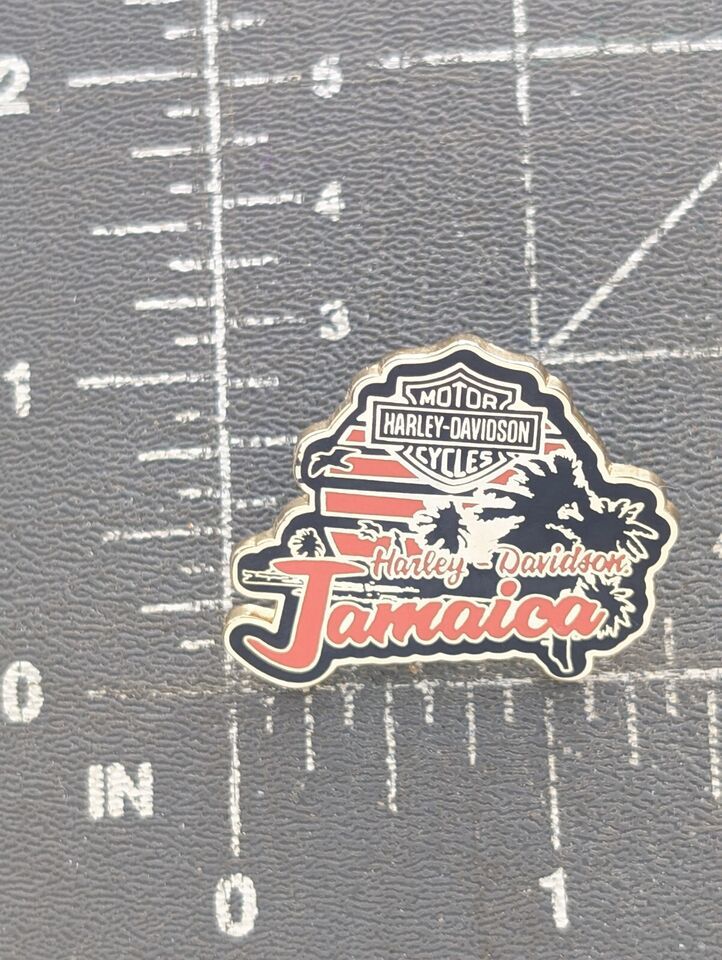 2
5
4
3
1
MOTOR
HARLEY-DAVIDSON
CYCLES
Harley-Davidson
Jamaica
0
IN
0
1